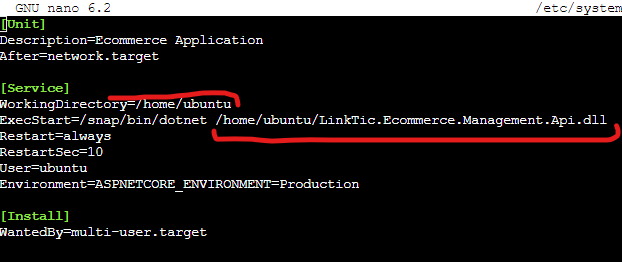 GNU nano 6.2 /etc/system
[Unit]
Description=Ecommerce Application
After=network.target
[Service]
WorkingDirectory=/home/ubuntu
ExecStart=/snap/bin/dotnet /home/ubuntu/LinkTic.Ecommerce.Management.Api.dll
Restart=always
RestartSec=10
User=ubuntu
Environment=ASPNETCORE_ENVIRONMENT=Production
[Install]
WantedBy=multi-user.target